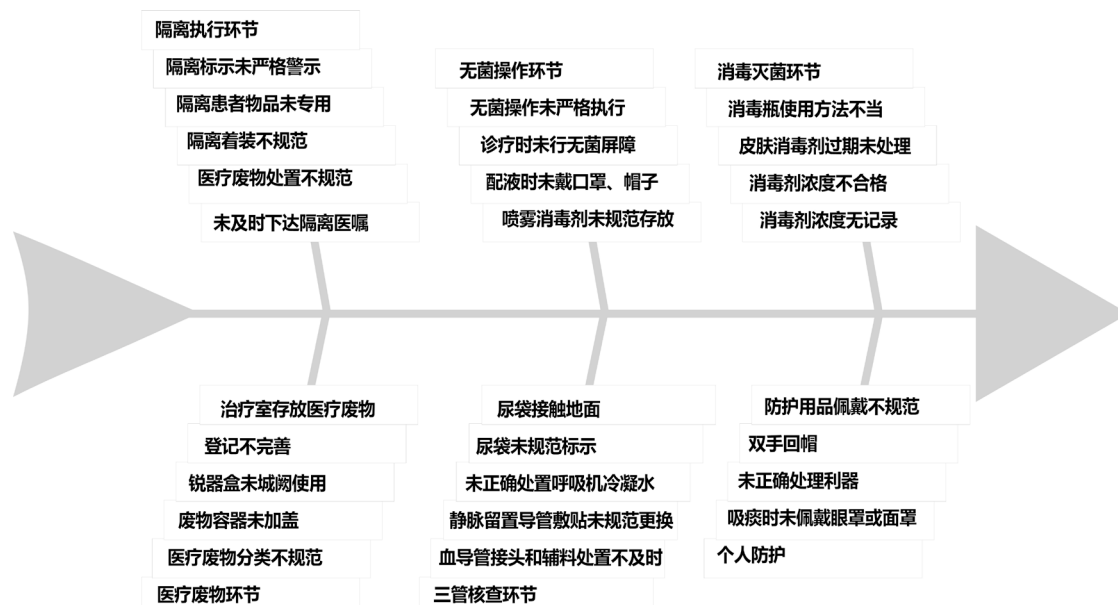 隔离执行环节
隔离标示未严格警示
隔离患者物品未专用
隔离着装不规范
医疗废物处置不规范
未及时下达隔离医嘱
无菌操作环节
无菌操作未严格执行
诊疗时未行无菌屏障
配液时未戴口罩、帽子
喷雾消毒剂未规范存放
消毒灭菌环节
消毒瓶使用方法不当
皮肤消毒剂过期未处理
消毒剂浓度不合格
消毒剂浓度无记录
治疗室存放医疗废物
登记不完善
锐器盒未城阙使用
废物容器未加盖
医疗废物分类不规范
医疗废物环节
尿袋接触地面
尿袋未规范标示
未正确处置呼吸机冷凝水
静脉留置导管敷贴未规范更换
血导管接头和辅料处置不及时
三管核查环节
防护用品佩戴不规范
双手回帽
未正确处理利器
吸痰时未佩戴眼罩或面罩
个人防护